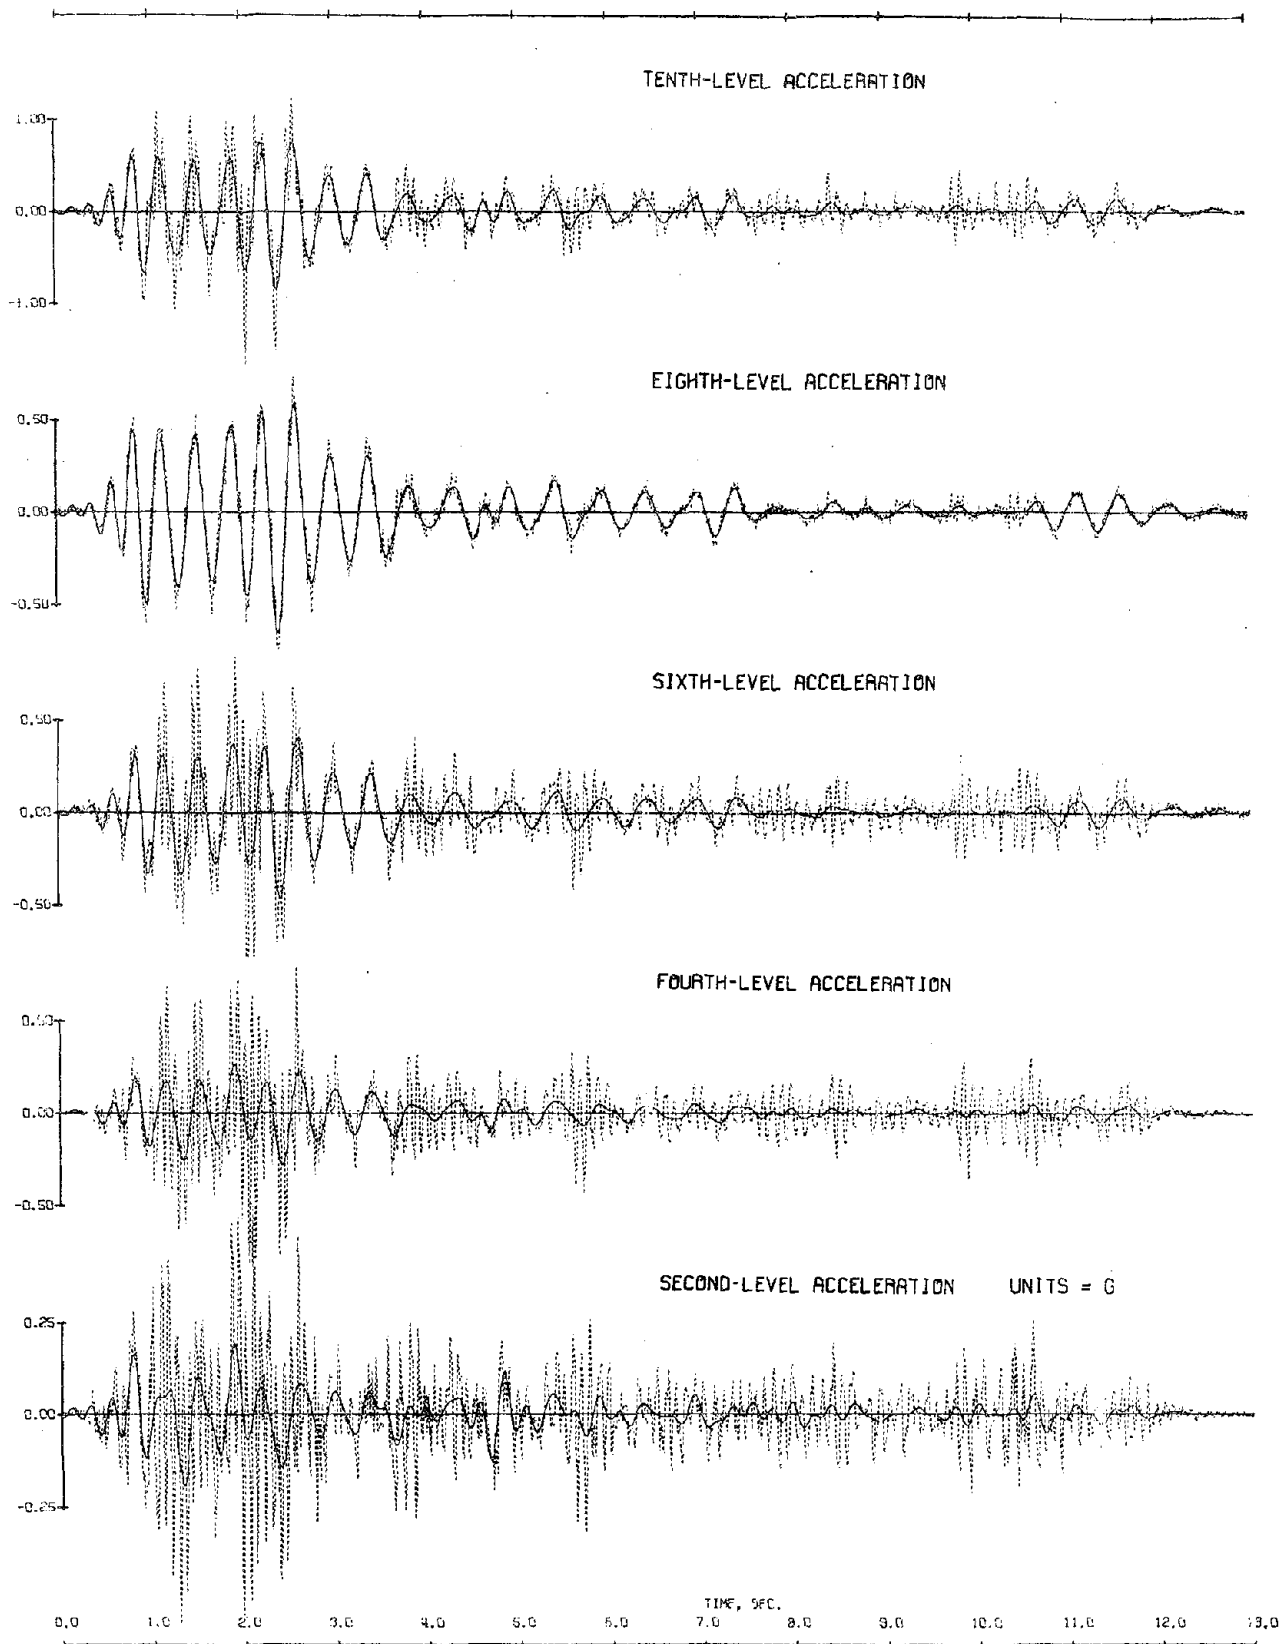 TENTH-LEVEL ACCELERATION
1.00
0.00
-1.00
EIGHTH-LEVEL ACCELERATION
0.50
0.00
-0.50
SIXTH-LEVEL ACCELERATION
0.50
0.00
-0.50
FOURTH-LEVEL ACCELERATION
0.50
0.00
-0.50
SECOND-LEVEL ACCELERATION UNITS = G
0.25
0.00
-0.25
TIME, SEC.
0.0 1.0 2.0 3.0 4.0 5.0 6.0 7.0 8.0 9.0 10.0 11.0 12.0 13.0